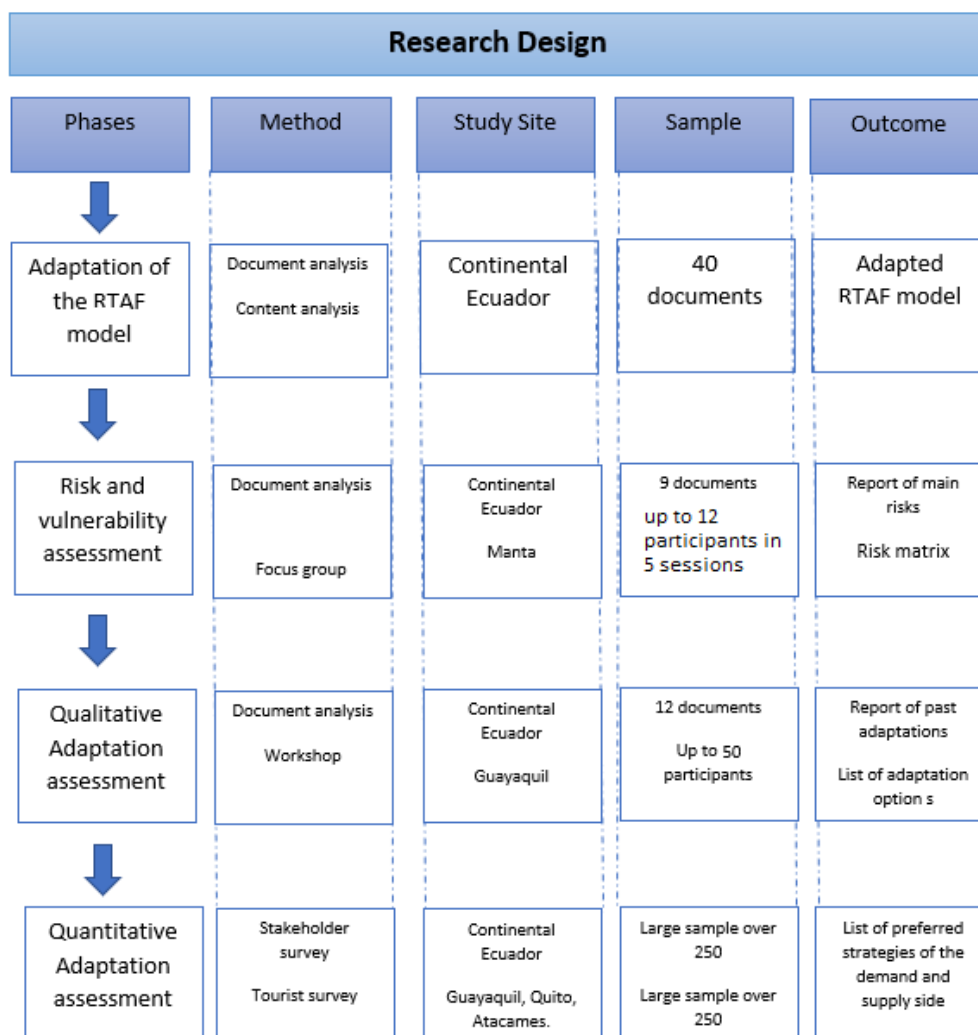 Research Design
Phases
Method
Study Site
Sample
Outcome
Adaptation of
the RTAF
model
Document analysis
Content analysis
Continental
Ecuador
40
documents
Adapted
RTAF model
Risk and
vulnerability
assessment
Document analysis
Focus group
Continental
Ecuador
Manta
9 documents
up to 12
participants in
5 sessions
Report of main
risks
Risk matrix
Qualitative
Adaptation
assessment
Document analysis
Workshop
Continental
Ecuador
Guayaquil
12 documents
Up to 50
participants
Report of past
adaptations
List of adaptation
option s
Quantitative
Adaptation
assessment
Stakeholder
survey
Tourist survey
Continental
Ecuador
Guayaquil, Quito,
Atacames.
Large sample over
250
Large sample over
250
List of preferred
strategies of the
demand and
supply side